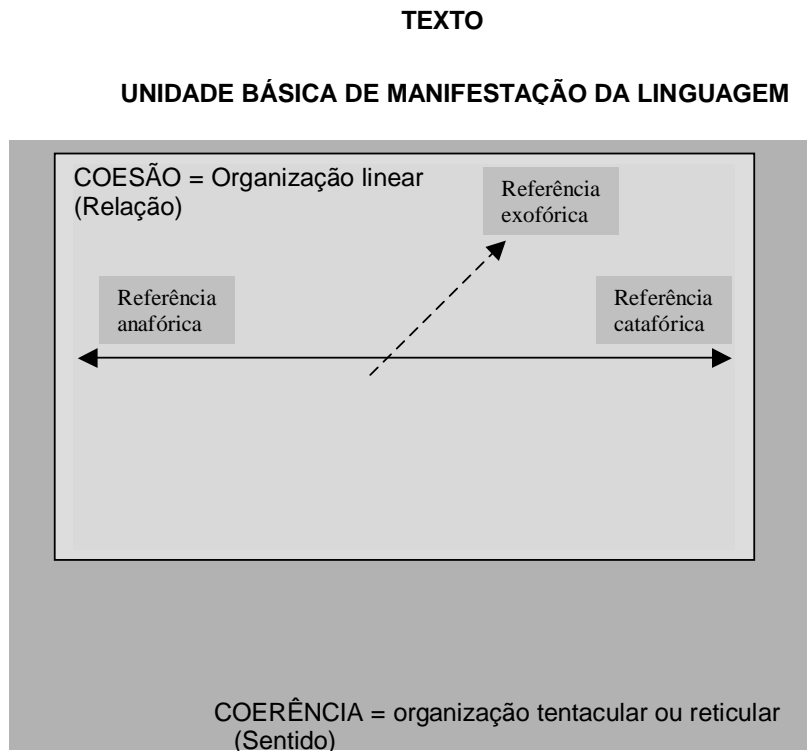 TEXTO
UNIDADE BÁSICA DE MANIFESTAÇÃO DA LINGUAGEM
COESÃO = Organização linear
(Relação)
Referência
exofórica
Referência
anafórica
Referência
catafórica
COERÊNCIA = organização tentacular ou reticular
(Sentido)